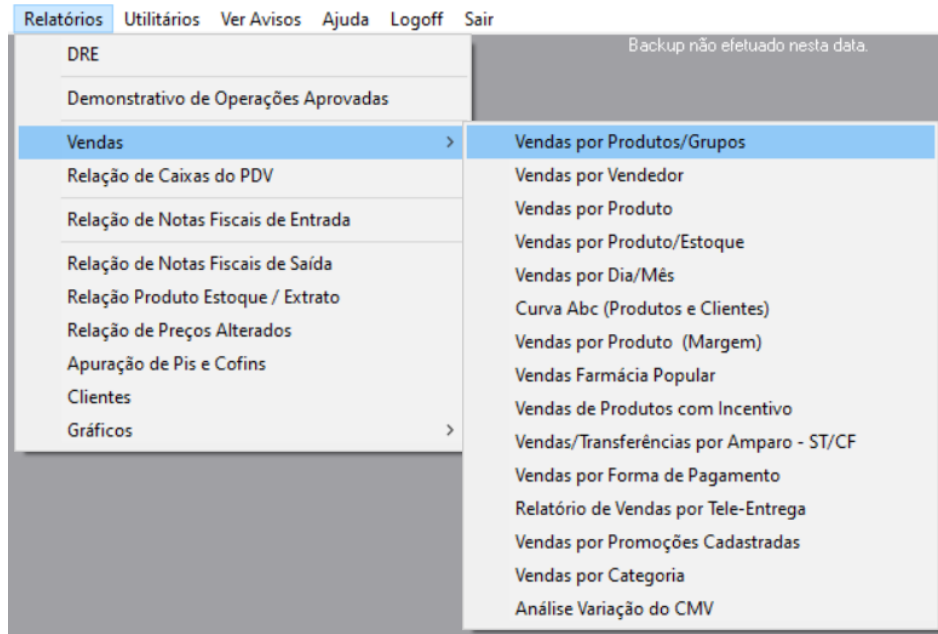 Relatórios Utilitários Ver Avisos Ajuda Logoff Sair
Backup não efetuado nesta data.
DRE
Demonstrativo de Operações Aprovadas
Vendas >
Relação de Caixas do PDV
Relação de Notas Fiscais de Entrada
Relação de Notas Fiscais de Saída
Relação Produto Estoque / Extrato
Relação de Preços Alterados
Apuração de Pis e Cofins
Clientes
Gráficos >
Vendas por Produtos/Grupos
Vendas por Vendedor
Vendas por Produto
Vendas por Produto/Estoque
Vendas por Dia/Mês
Curva Abc (Produtos e Clientes)
Vendas por Produto (Margem)
Vendas Farmácia Popular
Vendas de Produtos com Incentivo
Vendas/Transferências por Amparo - ST/CF
Vendas por Forma de Pagamento
Relatório de Vendas por Tele-Entrega
Vendas por Promoções Cadastradas
Vendas por Categoria
Análise Variação do CMV